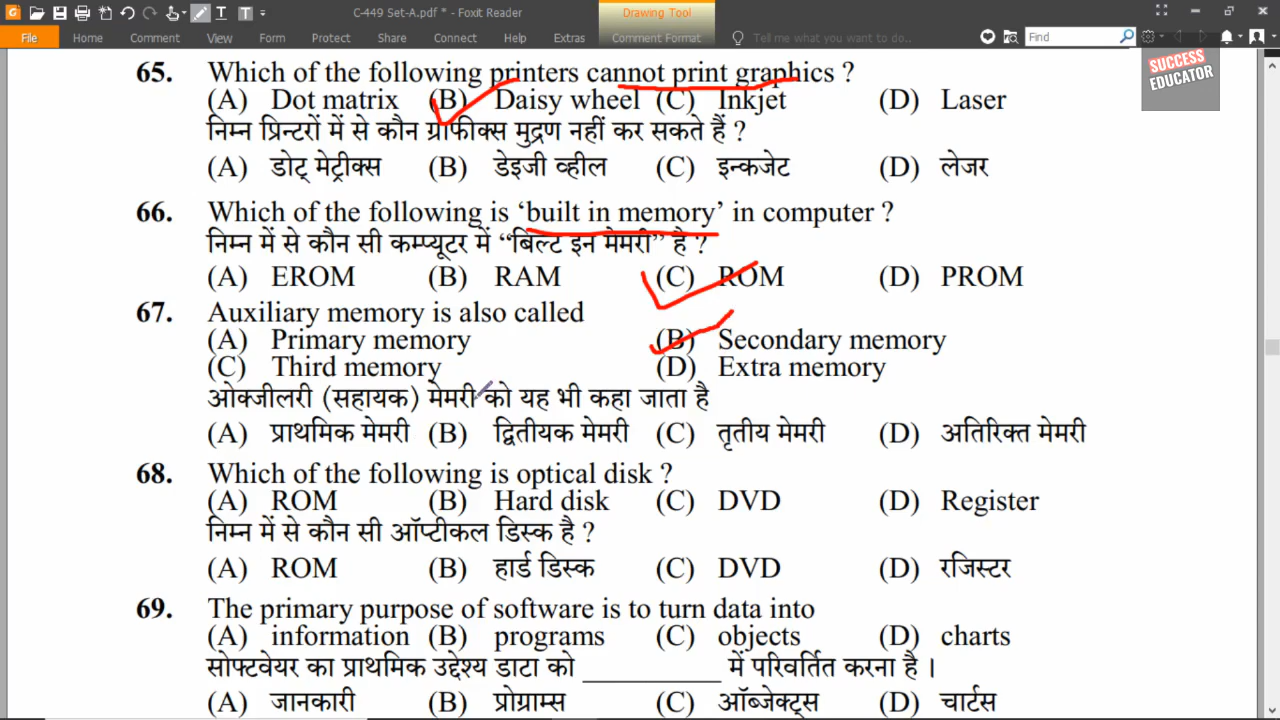 C-449 Set-A.pdf * - Foxit Reader
Drawing Tool
File Home Comment View Form Protect Share Connect Help Extras Comment Format Tell me what you want to do.. Find
SUCCESS
EDUCATOR
65. Which of the following printers cannot print graphics ?
(A) Dot matrix (B) Daisy wheel (C) Inkjet (D) Laser
निम्न प्रिन्टरों में से कौन ग्राफीक्स मुद्रण नहीं कर सकते हैं ?
(A) डोट् मेट्रीक्स (B) डेइजी व्हील (C) इन्कजेट (D) लेजर
66. Which of the following is ‘built in memory’ in computer ?
निम्न में से कौन सी कम्प्यूटर में “बिल्ट इन मेमरी” है ?
(A) EROM (B) RAM (C) ROM (D) PROM
67. Auxiliary memory is also called
(A) Primary memory (B) Secondary memory
(C) Third memory (D) Extra memory
ओक्जीलरी (सहायक) मेमरी को यह भी कहा जाता है
(A) प्राथमिक मेमरी (B) द्वितीयक मेमरी (C) तृतीय मेमरी (D) अतिरिक्त मेमरी
68. Which of the following is optical disk ?
(A) ROM (B) Hard disk (C) DVD (D) Register
निम्न में से कौन सी ऑप्टीकल डिस्क है ?
(A) ROM (B) हार्ड डिस्क (C) DVD (D) रजिस्टर
69. The primary purpose of software is to turn data into
(A) information (B) programs (C) objects (D) charts
सोफ्टवेयर का प्राथमिक उद्देश्य डाटा को __________ में परिवर्तित करना है ।
(A) जानकारी (B) प्रोग्राम्स (C) ऑब्जेक्ट्स (D) चार्टस